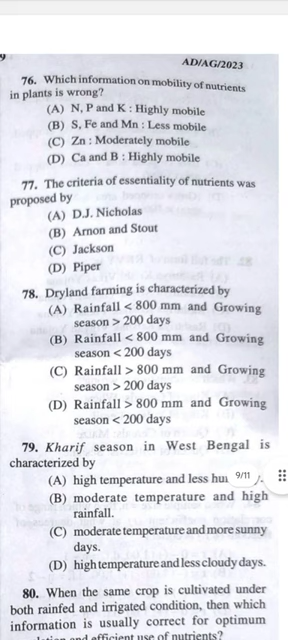 9
AD/AG/2023
76. Which information on mobility of nutrients
in plants is wrong?
(A) N, P and K : Highly mobile
(B) S, Fe and Mn : Less mobile
(C) Zn : Moderately mobile
(D) Ca and B : Highly mobile
77. The criteria of essentiality of nutrients was
proposed by
(A) D.J. Nicholas
(B) Arnon and Stout
(C) Jackson
(D) Piper
78. Dryland farming is characterized by
(A) Rainfall < 800 mm and Growing
season > 200 days
(B) Rainfall < 800 mm and Growing
season < 200 days
(C) Rainfall > 800 mm and Growing
season > 200 days
(D) Rainfall > 800 mm and Growing
season < 200 days
79. Kharif season in West Bengal is
characterized by
(A) high temperature and less
9/11
(B) moderate temperature and high
rainfall.
(C) moderate temperature and more sunny
days.
(D) high temperature and less cloudy days.
80. When the same crop is cultivated under
both rainfed and irrigated condition, then which
information is usually correct for optimum
and efficient use of nutrients?